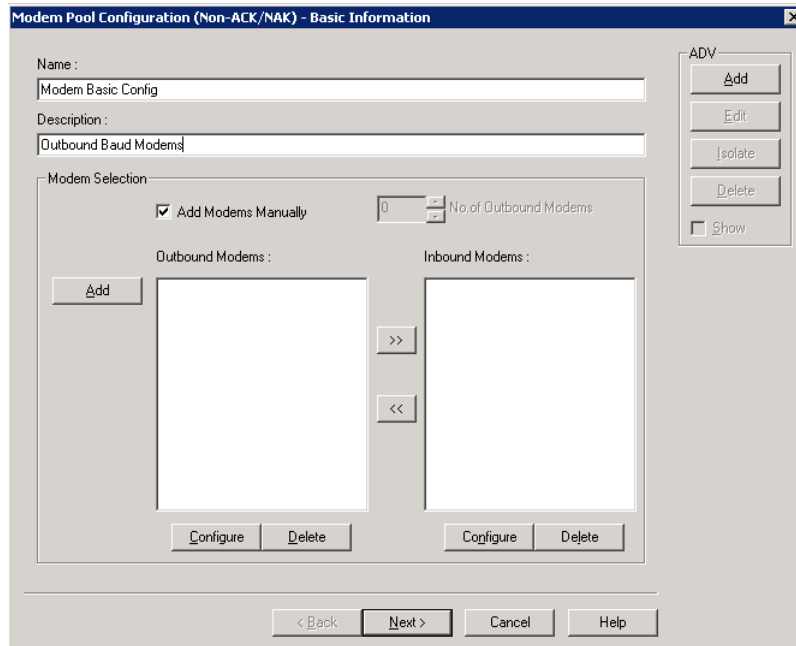 Modem Pool Configuration (Non-ACK/NAK) - Basic Information
Name :
Modem Basic Config
Description :
Outbound Baud Modems
Modem Selection
Add Modems Manually
0
No.of Outbound Modems
Outbound Modems :
Inbound Modems :
Add
>>
<<
Configure
Delete
Configure
Delete
< Back
Next >
Cancel
Help
ADV
Add
Edit
Isolate
Delete
Show